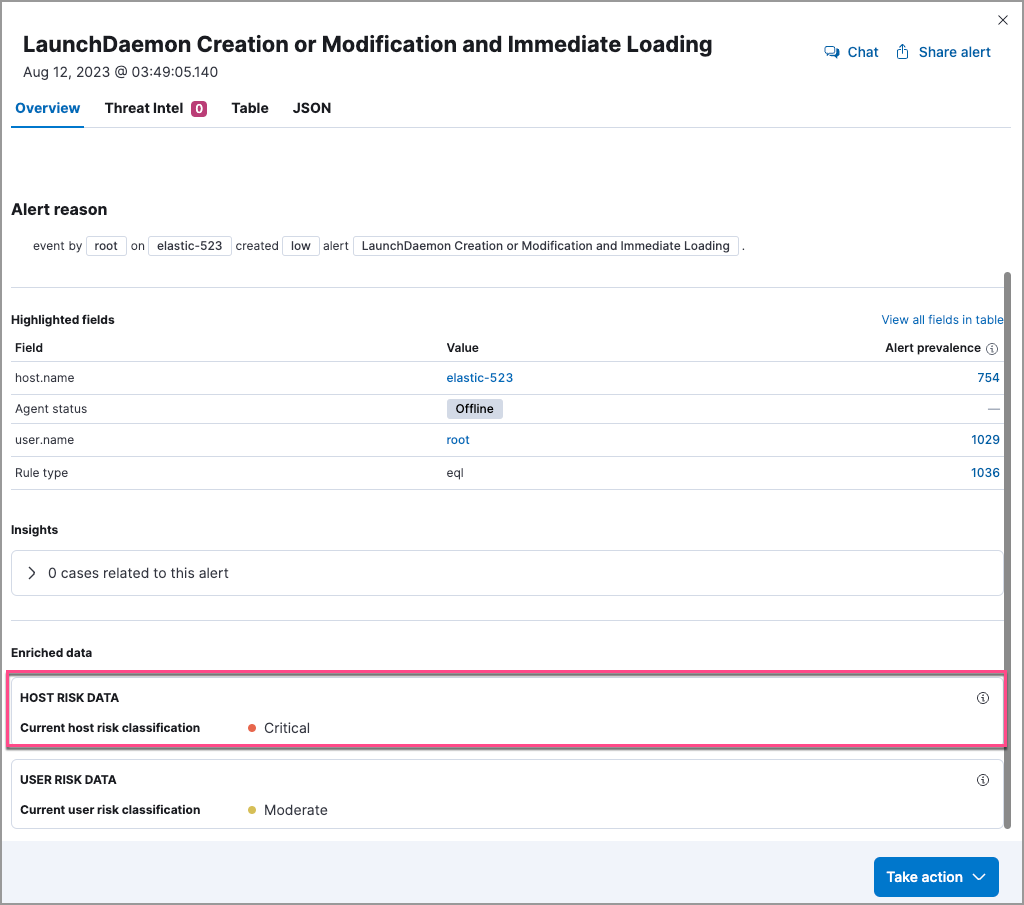 LaunchDaemon Creation or Modification and Immediate Loading
Chat Share alert
Aug 12, 2023 @ 03:49:05.140
Overview Threat Intel 0 Table JSON
Alert reason
event by root on elastic-523 created low alert LaunchDaemon Creation or Modification and Immediate Loading .
Highlighted fields View all fields in table
Field Value Alert prevalence
host.name elastic-523 754
Agent status Offline —
user.name root 1029
Rule type eql 1036
Insights
0 cases related to this alert
Enriched data
HOST RISK DATA
Current host risk classification Critical
USER RISK DATA
Current user risk classification Moderate
Take action